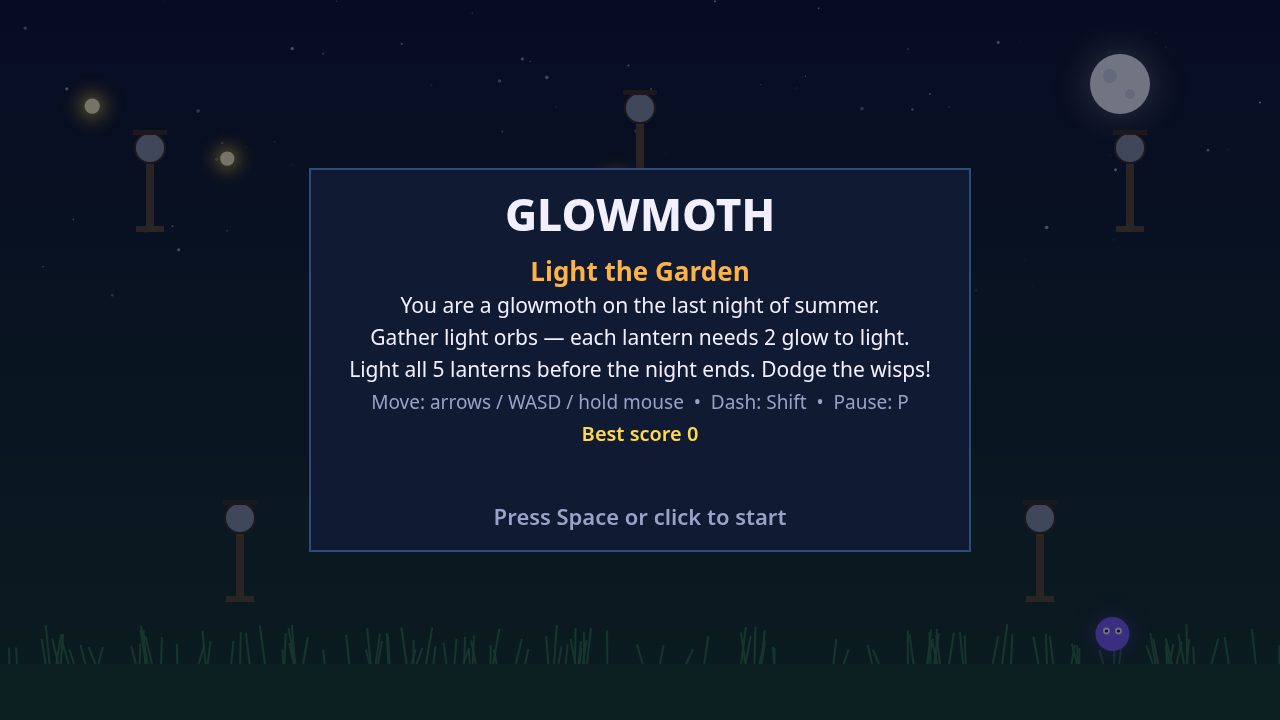 GLOWMOTH
Light the Garden
You are a glowmoth on the last night of summer.
Gather light orbs — each lantern needs 2 glow to light.
Light all 5 lanterns before the night ends. Dodge the wisps!
Move: arrows / WASD / hold mouse • Dash: Shift • Pause: P
Best score 0
Press Space or click to start